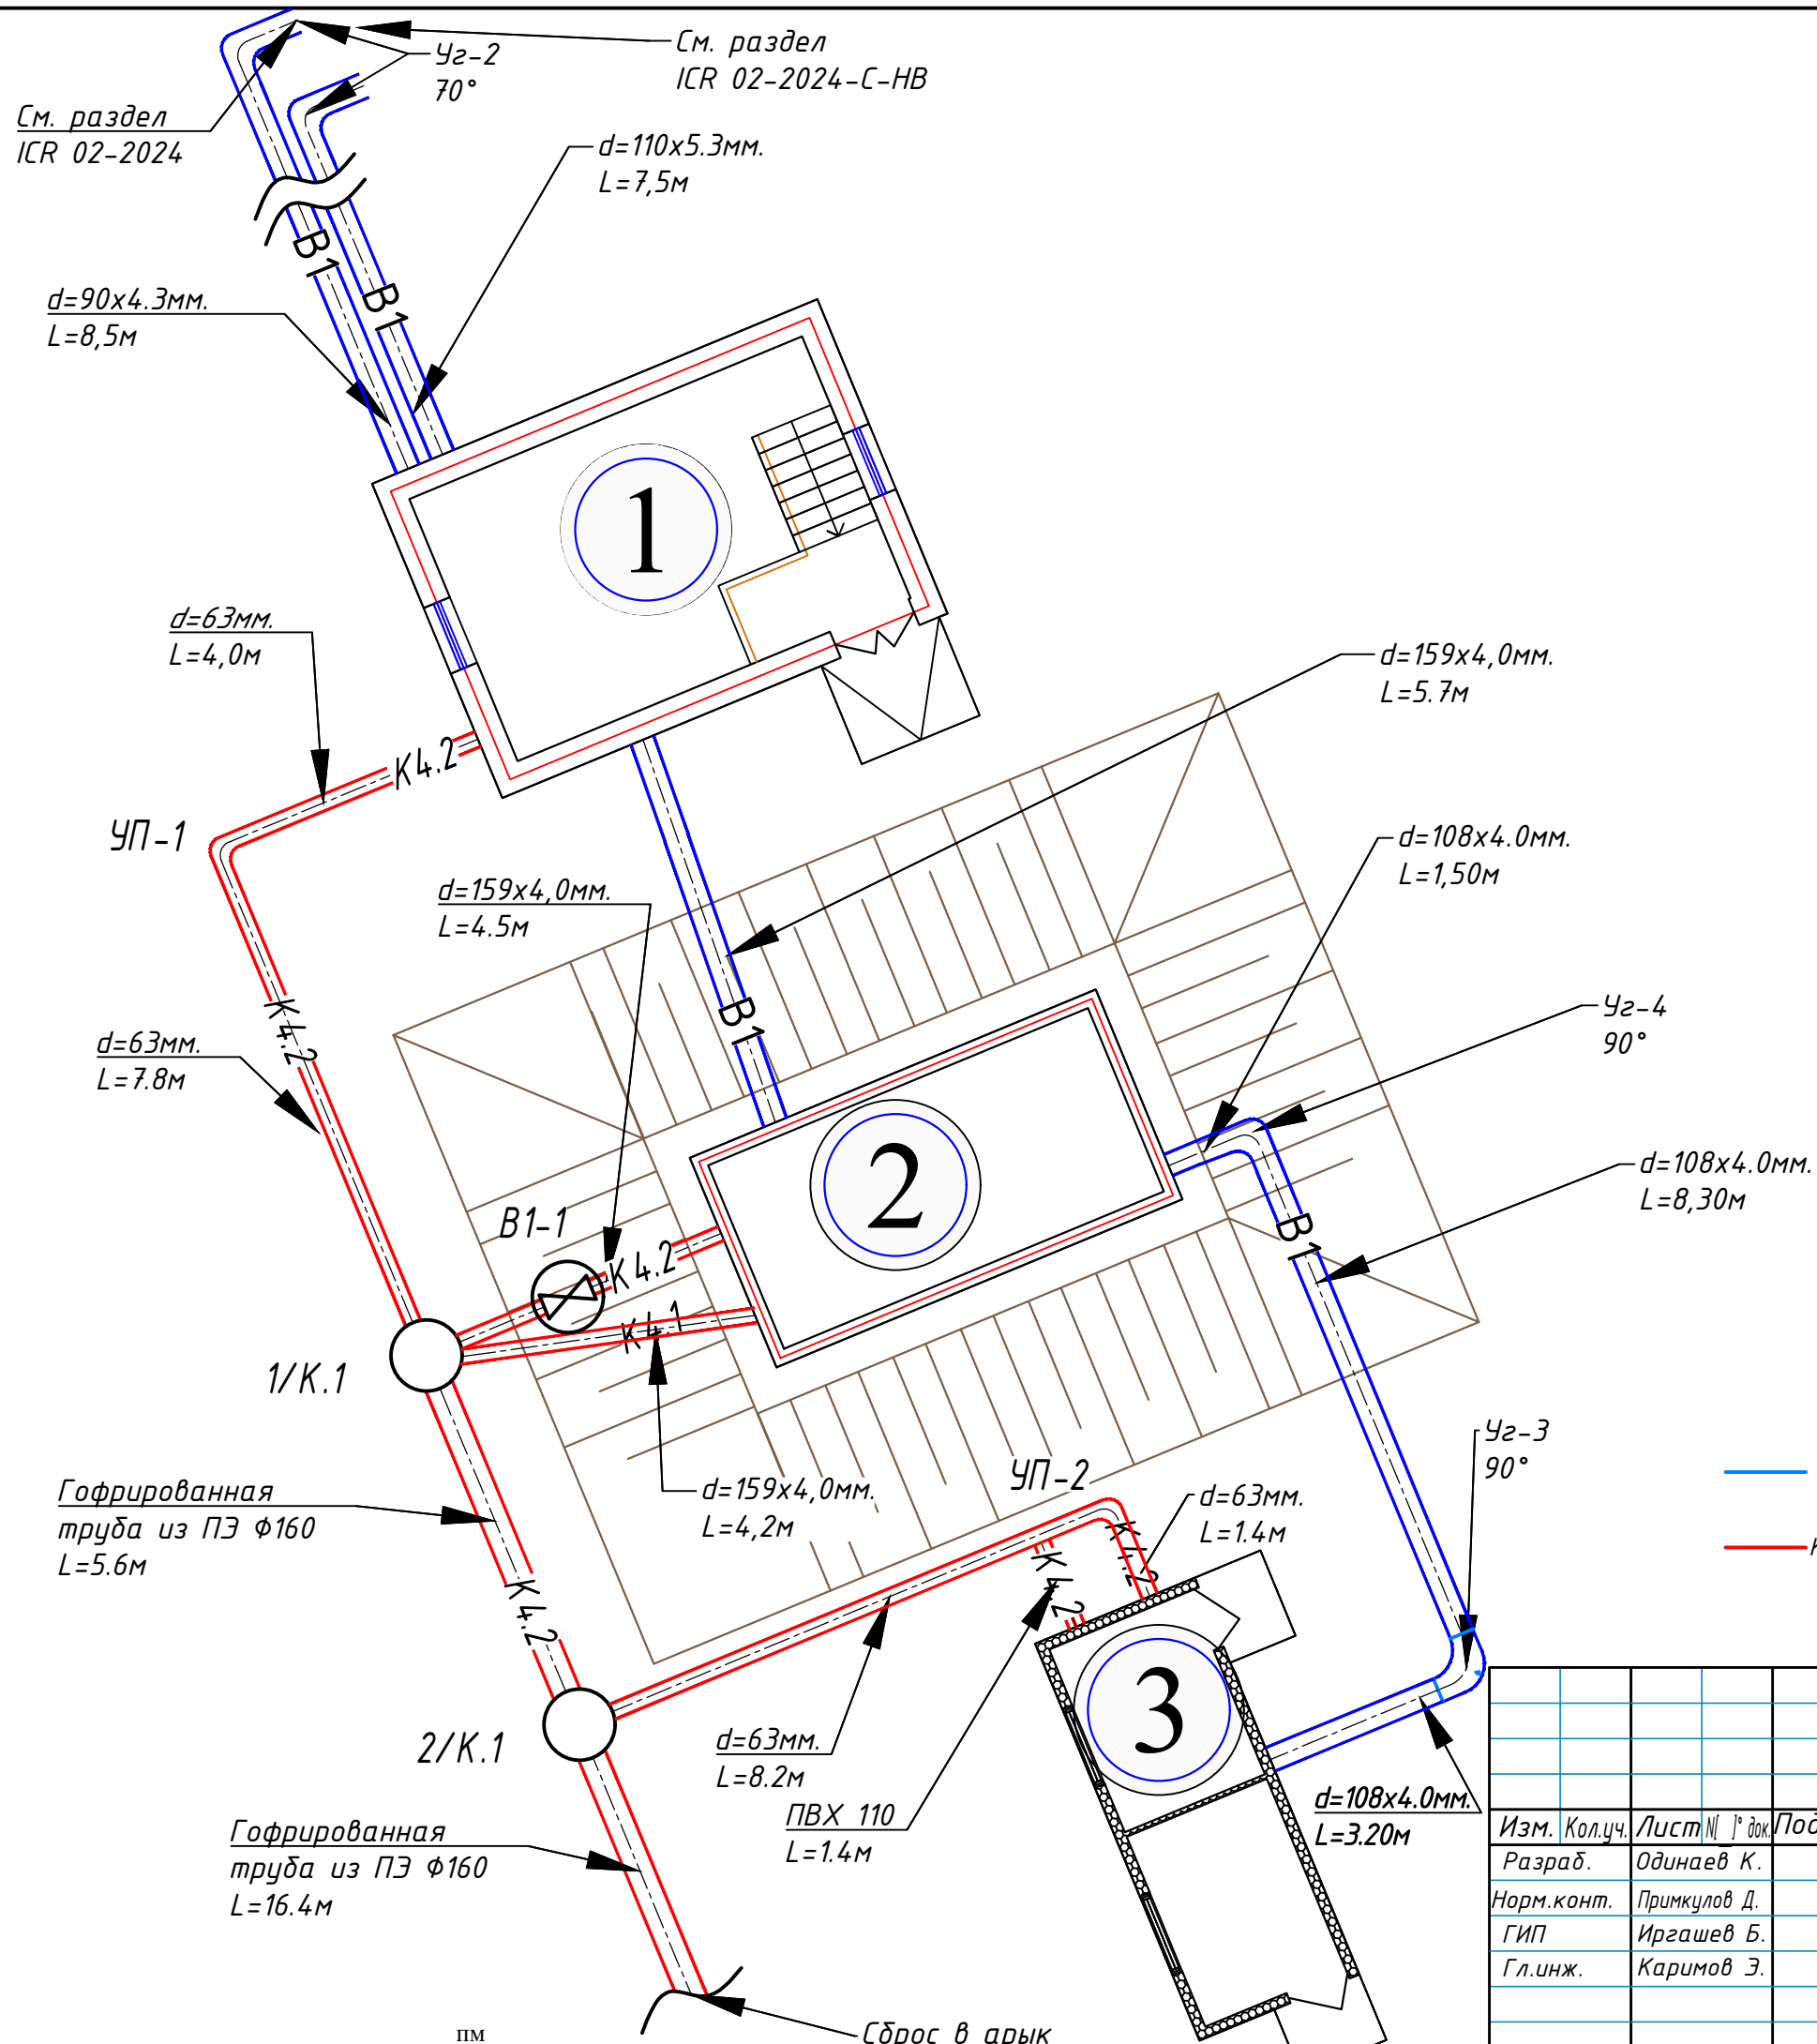 См. раздел
ICR 02-2024-С-НВ
Уг-2
70°
См. раздел
ICR 02-2024
d=110x5.3мм.
L=7,5м
В1
В1
d=90x4.3мм.
L=8,5м
1
d=63мм.
L=4,0м
К4.2
УП-1
d=159x4,0мм.
L=5.7м
d=108x4.0мм.
L=1,50м
d=159x4,0мм.
L=4.5м
К4.2
В1
Уг-4
90°
d=63мм.
L=7.8м
2
d=108x4.0мм.
L=8,30м
В1-1
К4.2
В1
К4.1
1/К.1
Уг-3
90°
УП-2
d=159x4,0мм.
L=4,2м
d=63мм.
L=1.4м
Гофрированная
труба из ПЭ Ф160
L=5.6м
К4.2
К4.2
К4.2
3
2/К.1
d=63мм.
L=8.2м
ПВХ 110
L=1.4м
d=108x4.0мм.
L=3.20м
Гофрированная
труба из ПЭ Ф160
L=16.4м
Изм. Кол.уч. Лист док. Под
Разраб. Одинаев К.
Норм.конт. Примкулов Д.
ГИП Иргашев Б.
Гл.инж. Каримов Э.
пм
Сброс в арык